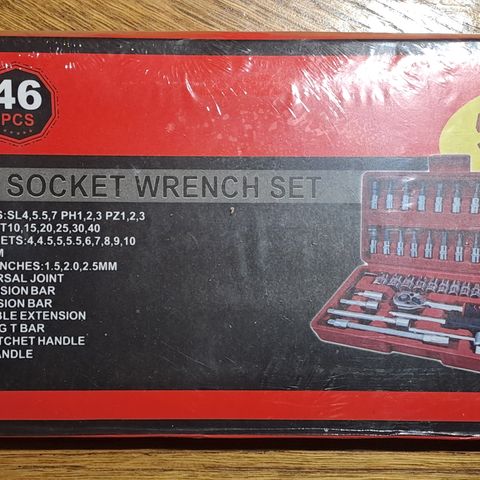 46
PCS
SOCKET WRENCH SET
S:SL4,5.5,7 PH1,2,3 PZ1,2,3
T10,15,20,25,30,40
ETS:4,4.5,5,5.5,6,7,8,9,10
M
NCHES:1.5,2.0,2.5MM
RSAL JOINT
SION BAR
SION BAR
BLE EXTENSION
G T BAR
TCHET HANDLE
ANDLE